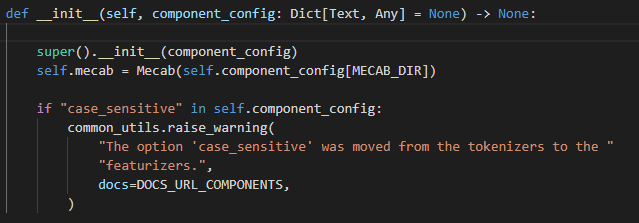 def __init__(self, component_config: Dict[Text, Any] = None) -> None:
super().__init__(component_config)
self.mecab = Mecab(self.component_config[MECAB_DIR])
if "case_sensitive" in self.component_config:
common_utils.raise_warning(
"The option 'case_sensitive' was moved from the tokenizers to the "
"featurizers.",
docs=DOCS_URL_COMPONENTS,
)